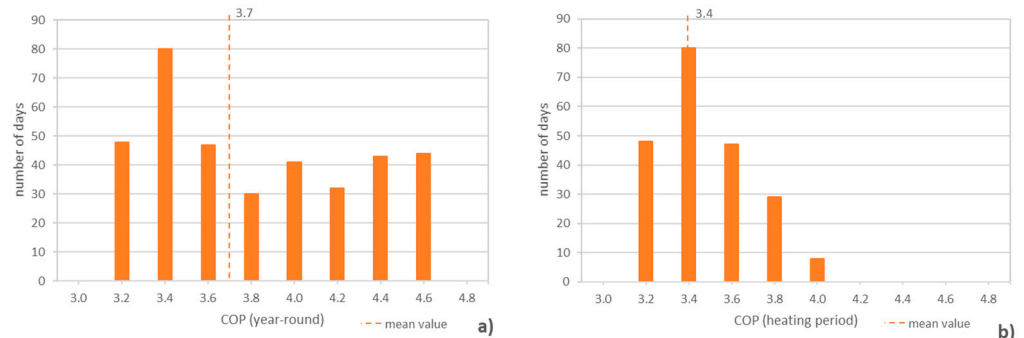 3.7
90
80
70
60
50
40
30
20
10
0
number of days
3.0 3.2 3.4 3.6 3.8 4.0 4.2 4.4 4.6 4.8
COP (year-round)
mean value
a)
3.4
90
80
70
60
50
40
30
20
10
0
number of days
3.0 3.2 3.4 3.6 3.8 4.0 4.2 4.4 4.6 4.8
COP (heating period)
mean value
b)